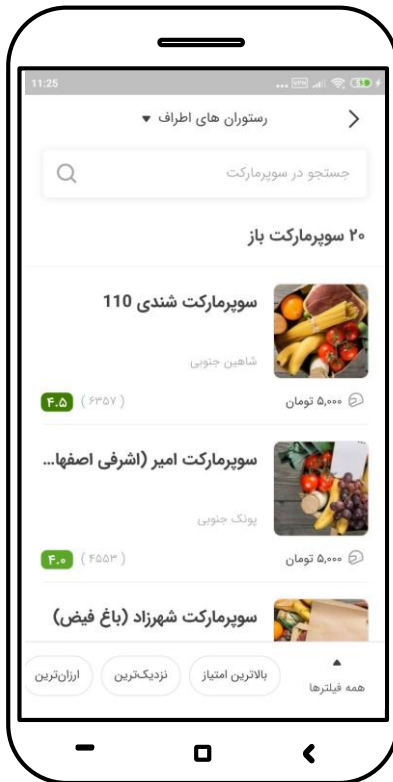 11:25
... VPN
رستوران های اطراف
جستجو در سوپرمارکت
۲۰ سوپرمارکت باز
سوپرمارکت شندی 110
شاهین جنوبی
۵,۰۰۰ تومان
( ۶۳۵۷ ) ۴.۵
سوپرمارکت امیر (اشرفی اصفها...
پونک جنوبی
۵,۰۰۰ تومان
( ۴۵۵۳ ) ۴.۰
سوپرمارکت شهرزاد (باغ فیض)
همه فیلترها
بالاترین امتیاز
نزدیک‌ترین
ارزان‌ترین